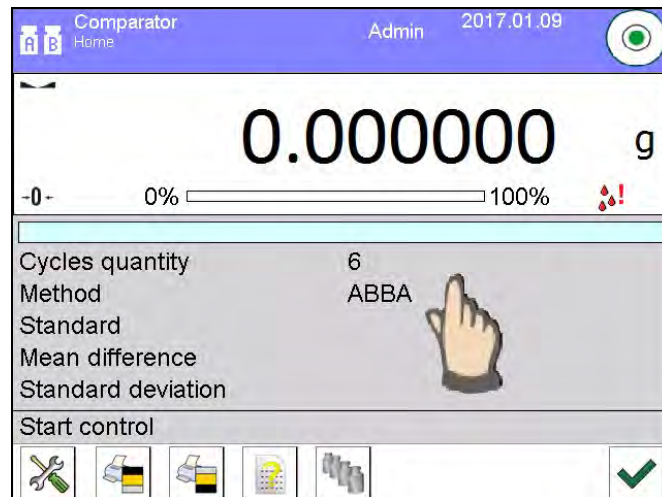 A B Comparator Admin 2017.01.09
Home
0.000000 g
-0- 0% 100% !
Cycles quantity 6
Method ABBA
Standard
Mean difference
Standard deviation
Start control
?